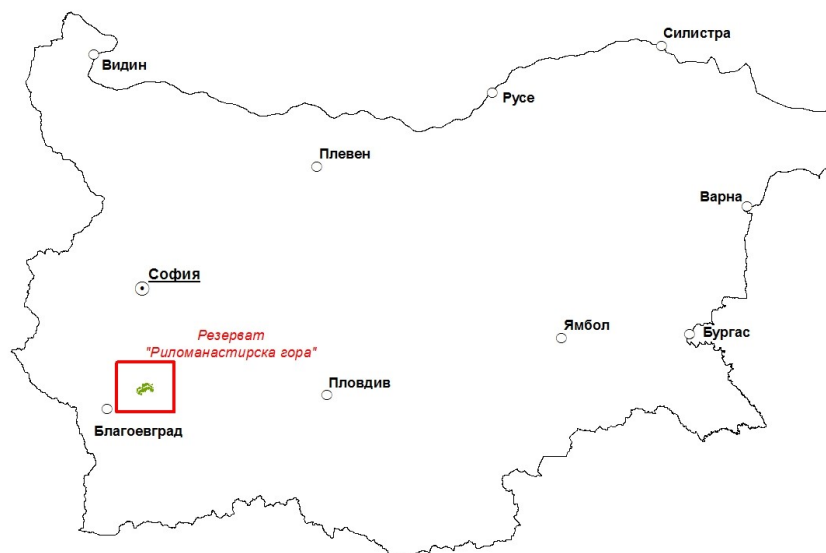 Силистра
Видин
Русе
Плевен
Варна
София
Резерват
"Риломанастирска гора"
Ямбол
Бургас
Пловдив
Благоевград